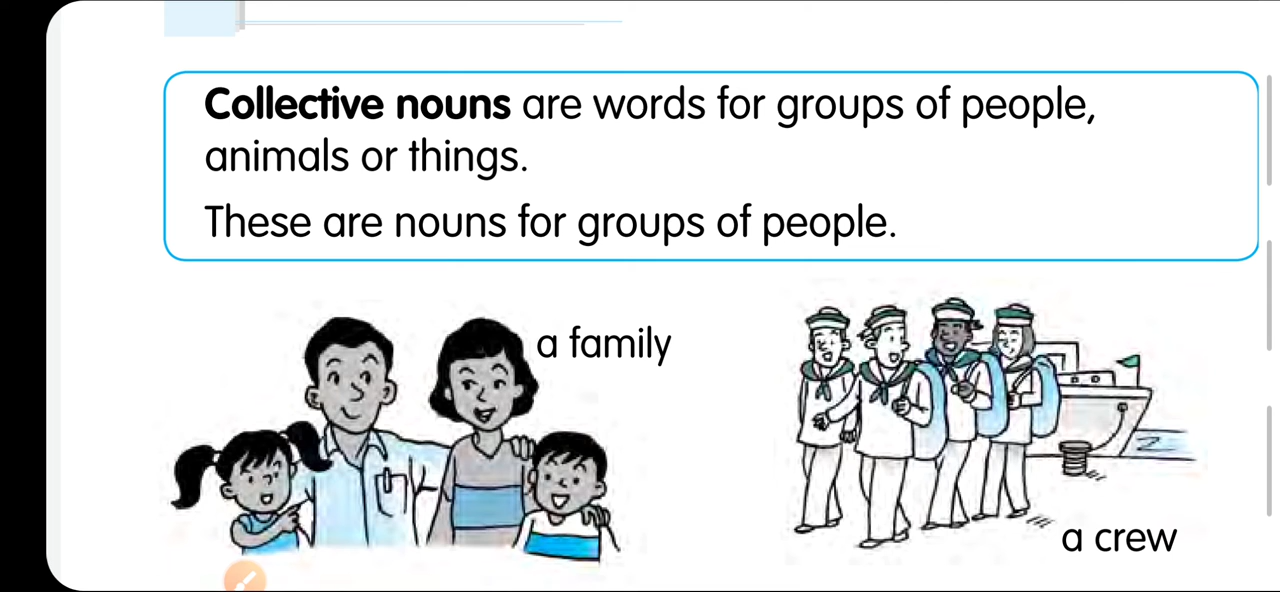 Collective nouns are words for groups of people,
animals or things.
These are nouns for groups of people.
a family
a crew